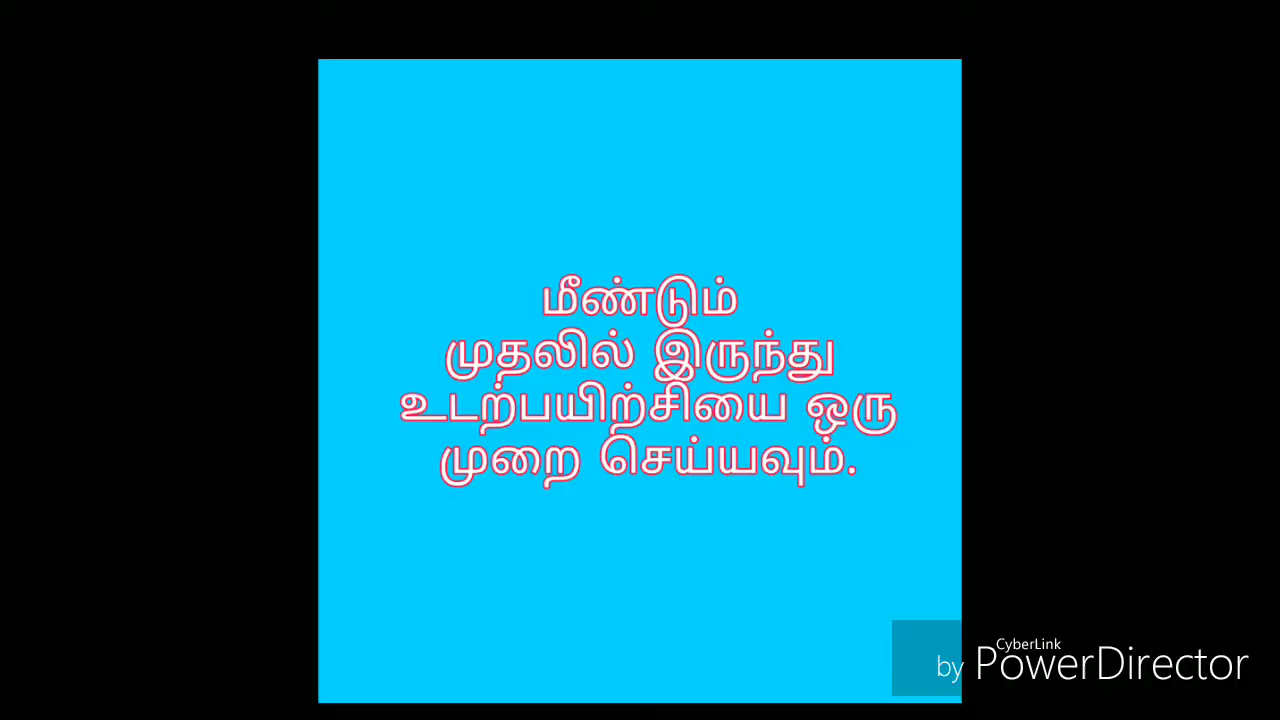 மீண்டும்
முதலில் இருந்து
உடற்பயிற்சியை ஒரு
முறை செய்யவும்.
CyberLink
by PowerDirector